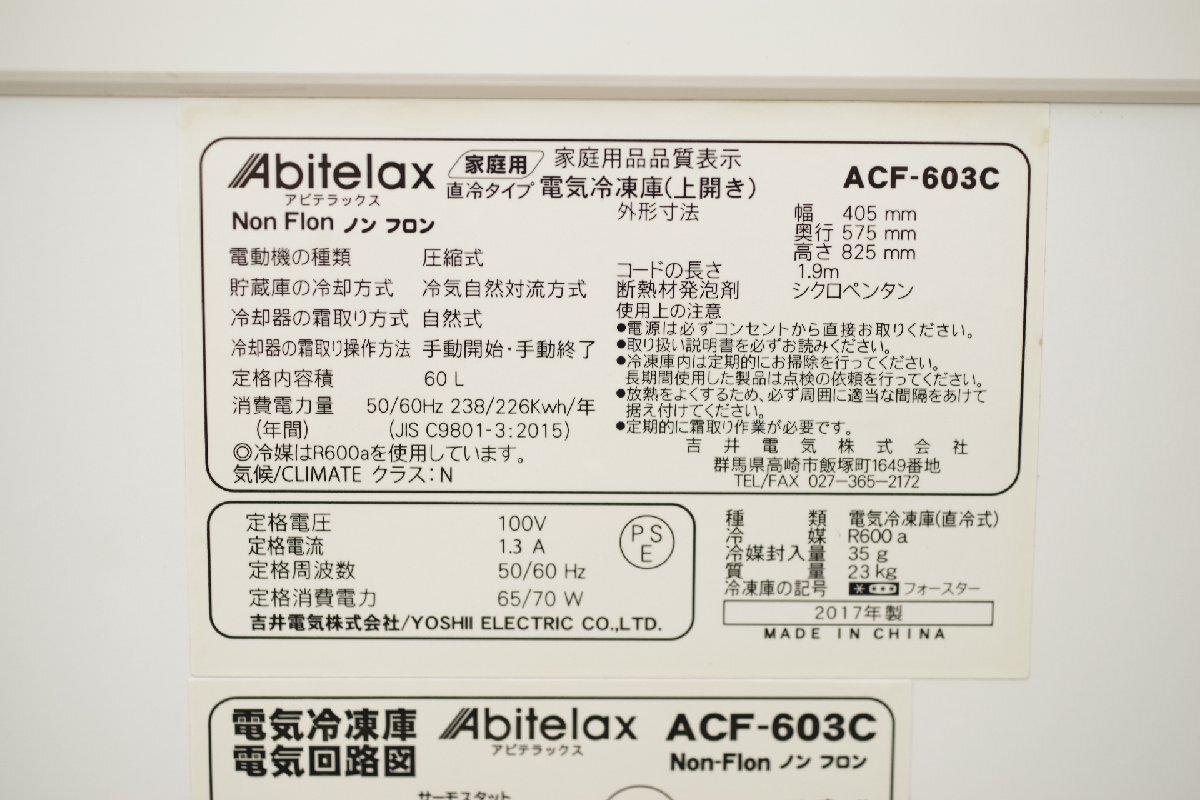 Abitelax
アビテラックス
Non Flon ノン フロン
家庭用 家庭用品品質表示
直冷タイプ 電気冷凍庫(上開き)
ACF-603C
電動機の種類 圧縮式
貯蔵庫の冷却方式 冷気自然対流方式
冷却器の霜取り方式 自然式
冷却器の霜取り操作方法 手動開始・手動終了
定格内容積 60 L
消費電力量 50/60Hz 238/226Kwh/年
(年間) (JIS C9801-3:2015)
◎冷媒はR600aを使用しています。
気候/CLIMATE クラス:N
外形寸法 幅 405 mm
奥行 575 mm
高さ 825 mm
コードの長さ 1.9m
断熱材発泡剤 シクロペンタン
使用上の注意
●電源は必ずコンセントから直接お取りください。
●取り扱い説明書を必ずお読みください。
●冷凍庫内は定期的にお掃除を行ってください。
長期間使用した製品は点検の依頼を行ってください。
●放熱をよくするため、必ず周囲に適当な間隔をあけて
据え付けてください。
●定期的に霜取り作業が必要です。
吉井電気株式会社
群馬県高崎市飯塚町1649番地
TEL/FAX 027-365-2172
定格電圧 100V
定格電流 1.3 A
定格周波数 50/60 Hz
定格消費電力 65/70 W
吉井電気株式会社/YOSHII ELECTRIC CO.,LTD.
PS
E
種類 電気冷凍庫(直冷式)
冷媒 R600a
冷媒封入量 35 g
質量 23 kg
冷凍庫の記号 フォースター
2017年製
MADE IN CHINA
電気冷凍庫
電気回路図
Abitelax
アビテラックス
ACF-603C
Non-Flon ノン フロン
サーモスタット